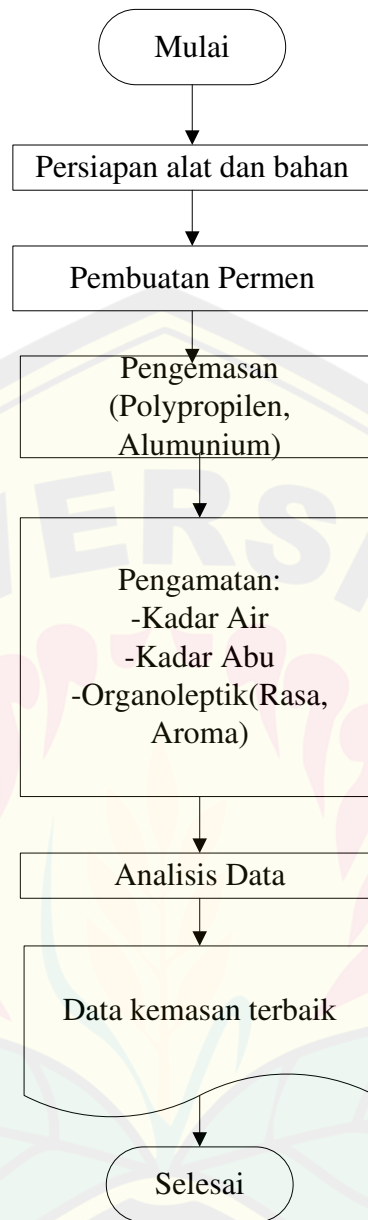 Mulai
Persiapan alat dan bahan
Pembuatan Permen
Pengemasan
(Polypropilen,
Alumunium)
Pengamatan:
-Kadar Air
-Kadar Abu
-Organoleptik(Rasa,
Aroma)
Analisis Data
Data kemasan terbaik
Selesai